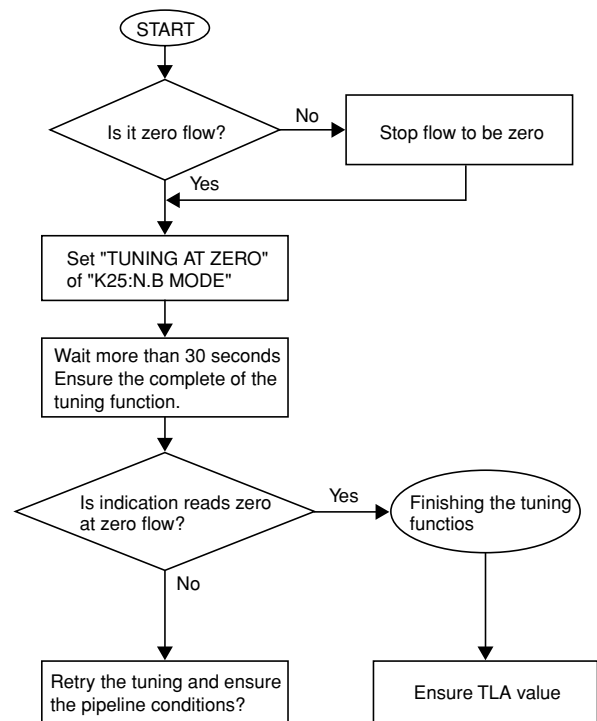 START
Is it zero flow?
No
Stop flow to be zero
Yes
Set "TUNING AT ZERO"
of "K25:N.B MODE"
Wait more than 30 seconds
Ensure the complete of the
tuning function.
Is indication reads zero
at zero flow?
Yes
Finishing the tuning
functios
No
Retry the tuning and ensure
the pipeline conditions?
Ensure TLA value